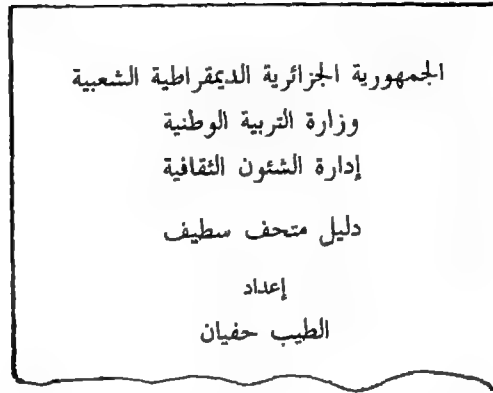 الجمهورية الجزائرية الديمقراطية الشعبية
وزارة التربية الوطنية
إدارة الشئون الثقافية
دليل متحف سطيف
إعداد
الطيب حفيان